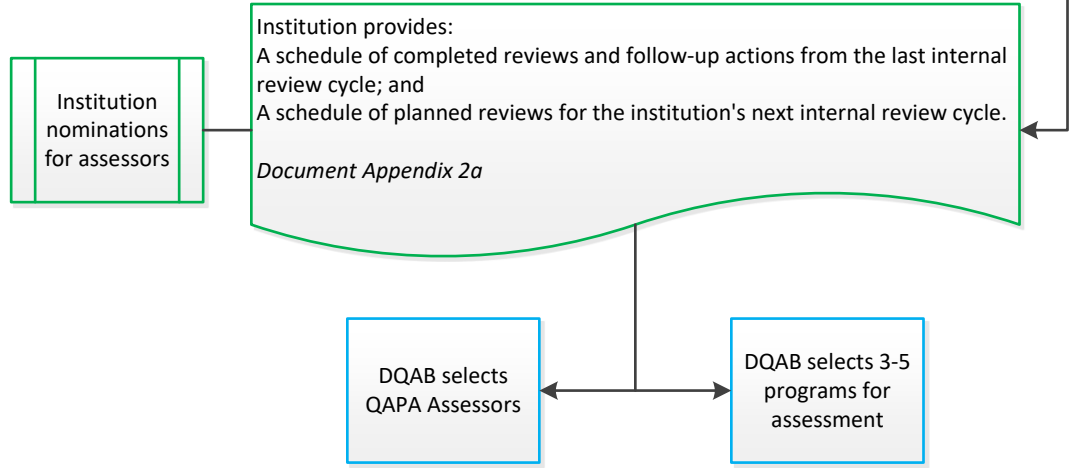 Institution provides:
A schedule of completed reviews and follow-up actions from the last internal
review cycle; and
A schedule of planned reviews for the institution's next internal review cycle.
Document Appendix 2a
Institution
nominations
for assessors
DQAB selects
QAPA Assessors
DQAB selects 3-5
programs for
assessment